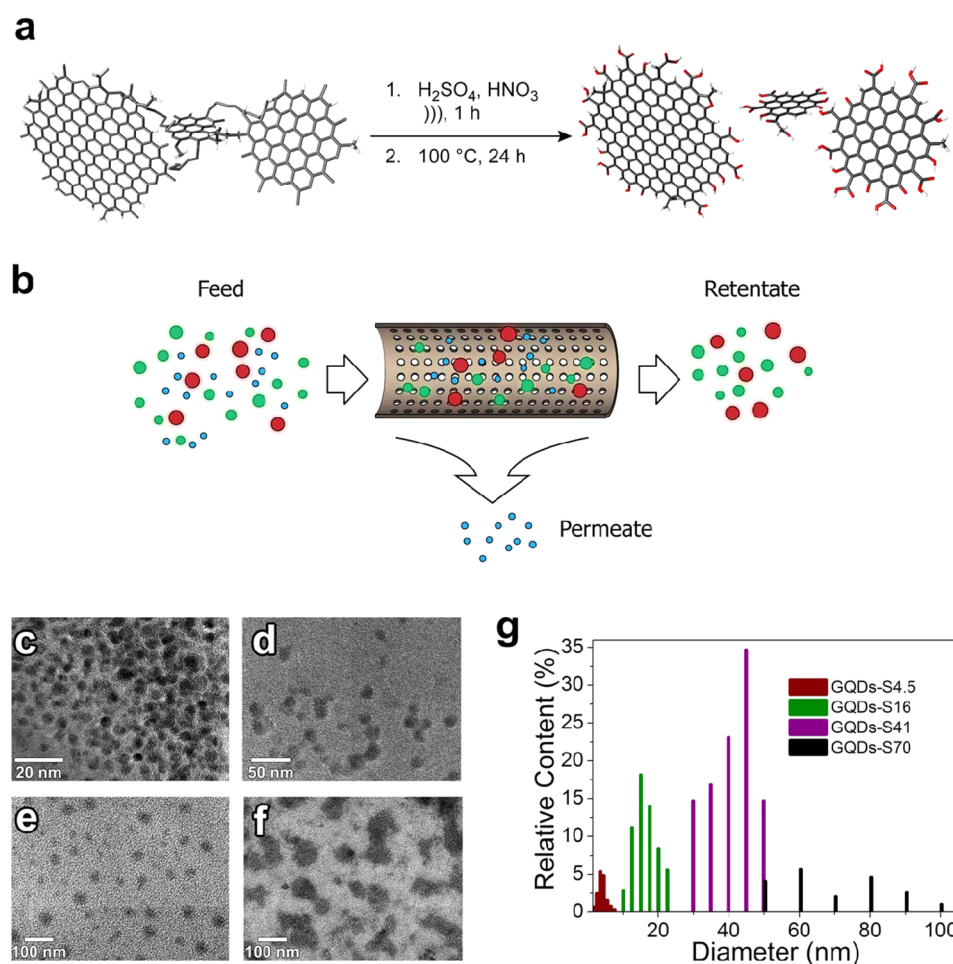 a
1. H₂SO₄, HNO₃
))), 1 h
2. 100 °C, 24 h
b
Feed
Retentate
Permeate
c
20 nm
d
50 nm
e
100 nm
f
100 nm
g
Relative Content (%)
35
30
25
20
15
10
5
0
GQDs-S4.5
GQDs-S16
GQDs-S41
GQDs-S70
20 40 60 80 100
Diameter (nm)